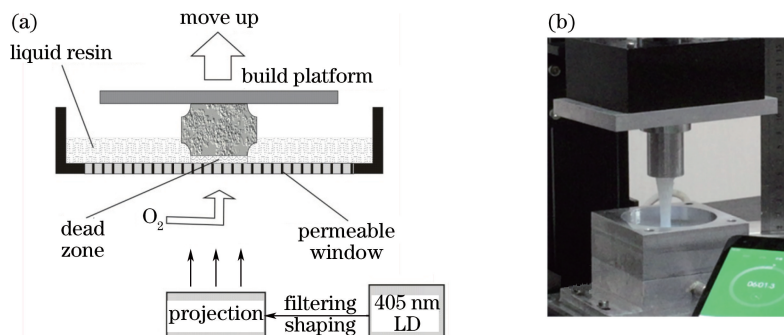 (a)
move up
liquid resin
build platform
dead
zone
O2
permeable
window
projection
filtering
shaping
405 nm
LD
(b)